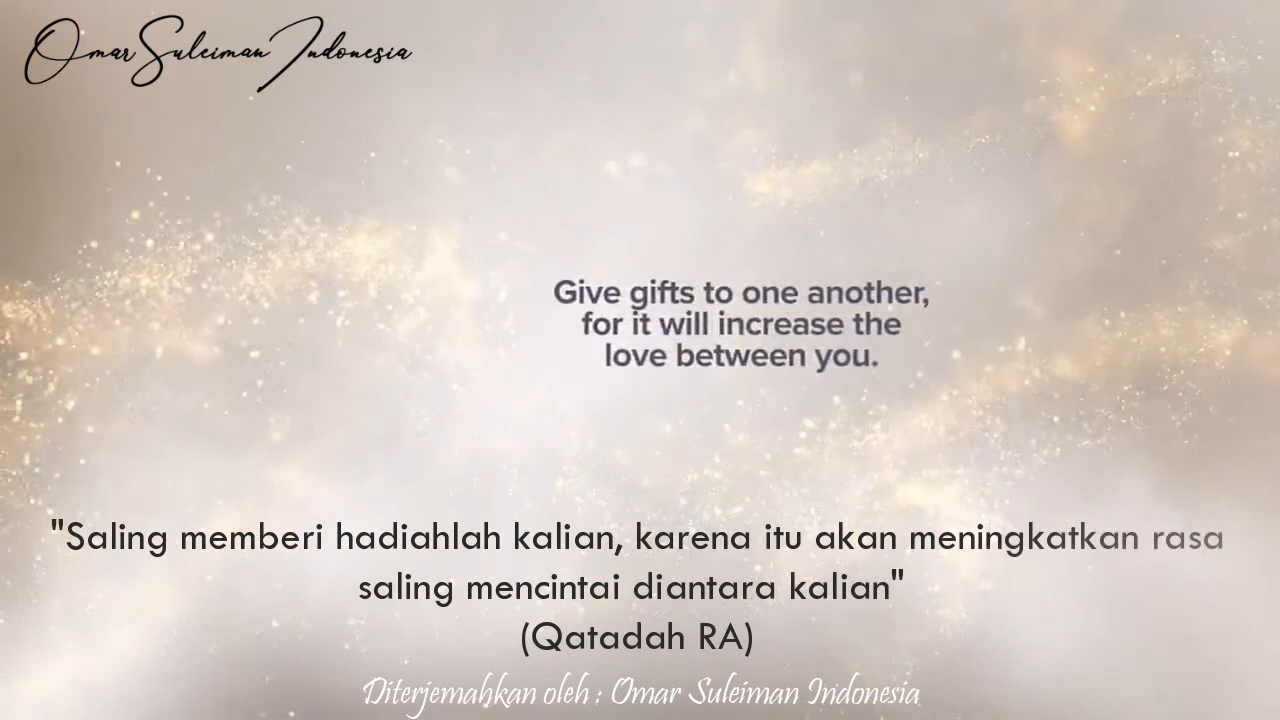 Omar Suleiman Indonesia
Give gifts to one another,
for it will increase the
love between you.
"Saling memberi hadiahlah kalian, karena itu akan meningkatkan rasa
saling mencintai diantara kalian"
(Qatadah RA)
Diterjemahkan oleh : Omar Suleiman Indonesia